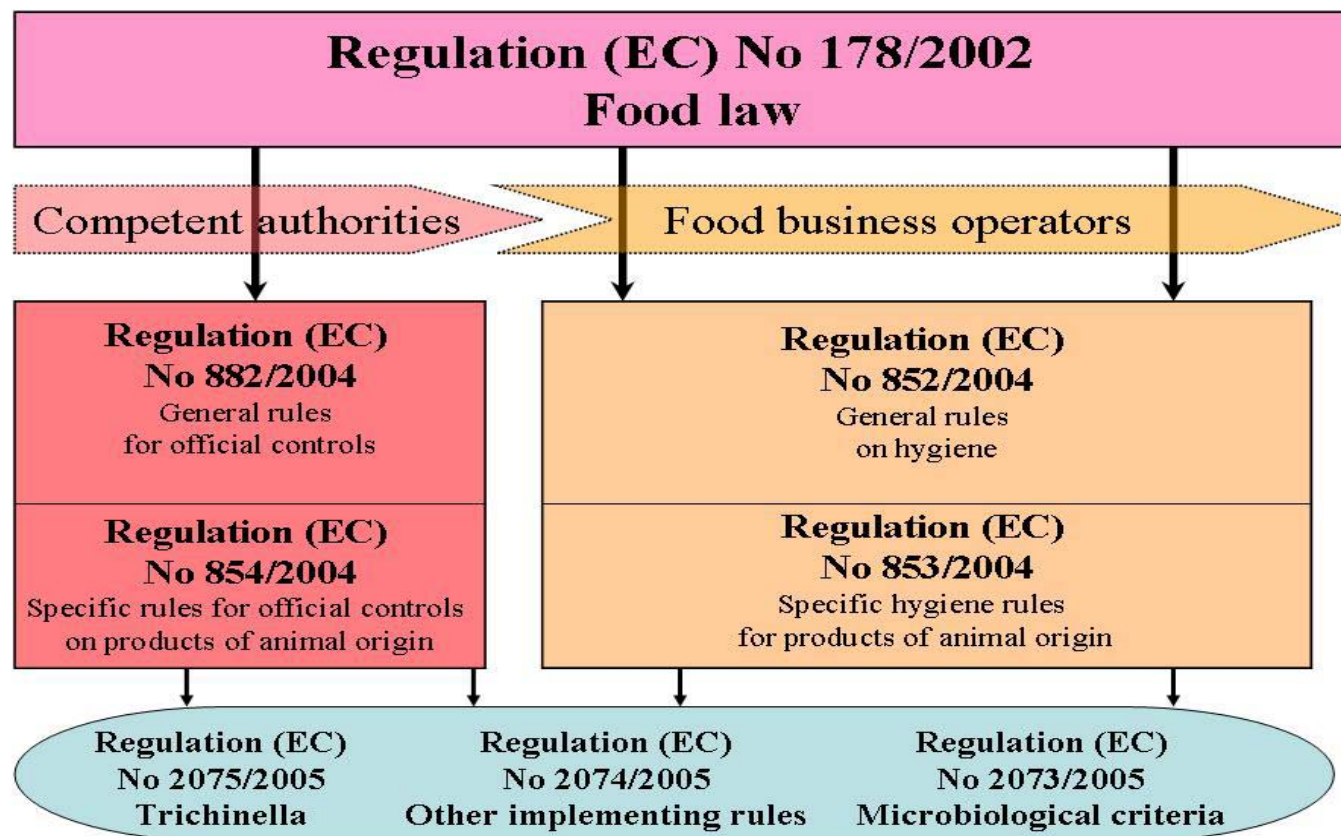 Regulation (EC) No 178/2002
Food law
Competent authorities
Food business operators
Regulation (EC)
No 882/2004
General rules
for official controls
Regulation (EC)
No 854/2004
Specific rules for official controls
on products of animal origin
Regulation (EC)
No 852/2004
General rules
on hygiene
Regulation (EC)
No 853/2004
Specific hygiene rules
for products of animal origin
Regulation (EC)
No 2075/2005
Trichinella
Regulation (EC)
No 2074/2005
Other implementing rules
Regulation (EC)
No 2073/2005
Microbiological criteria